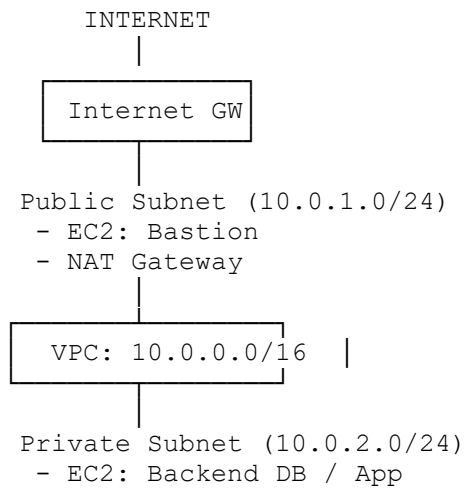 INTERNET
Internet GW
Public Subnet (10.0.1.0/24)
- EC2: Bastion
- NAT Gateway
VPC: 10.0.0.0/16
Private Subnet (10.0.2.0/24)
- EC2: Backend DB / App